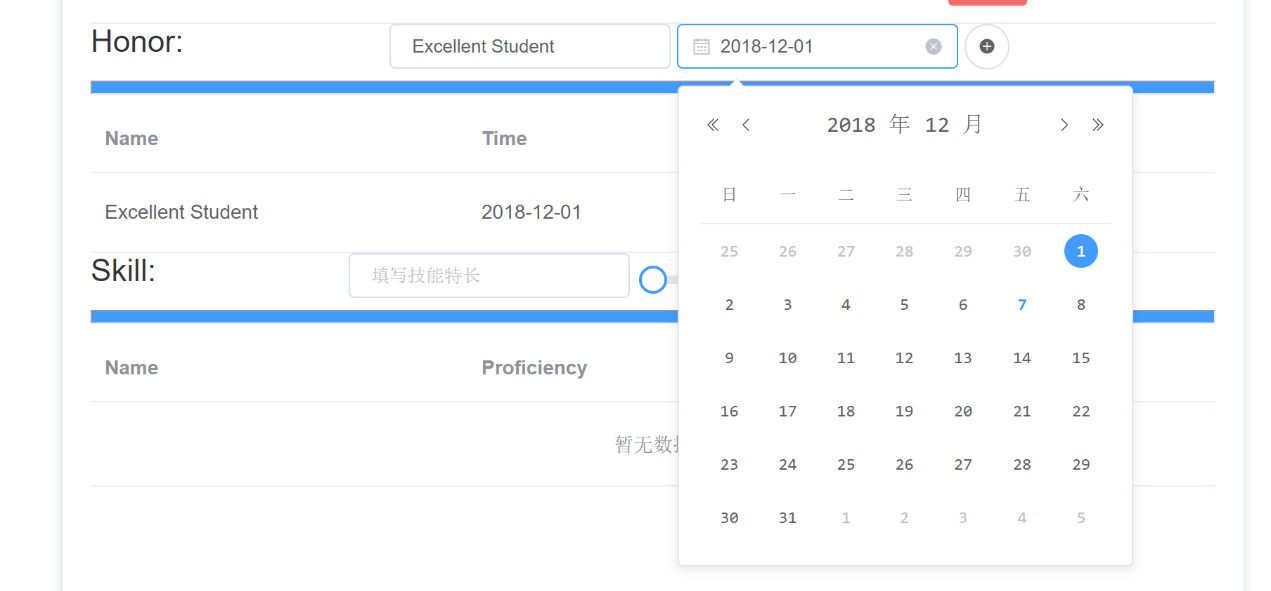 Honor:
Excellent Student
2018-12-01
Name
Time
Excellent Student
2018-12-01
Skill:
填写技能特长
Name
Proficiency
暂无数
2018 年 12 月
日 一 二 三 四 五 六
25 26 27 28 29 30 1
2 3 4 5 6 7 8
9 10 11 12 13 14 15
16 17 18 19 20 21 22
23 24 25 26 27 28 29
30 31 1 2 3 4 5